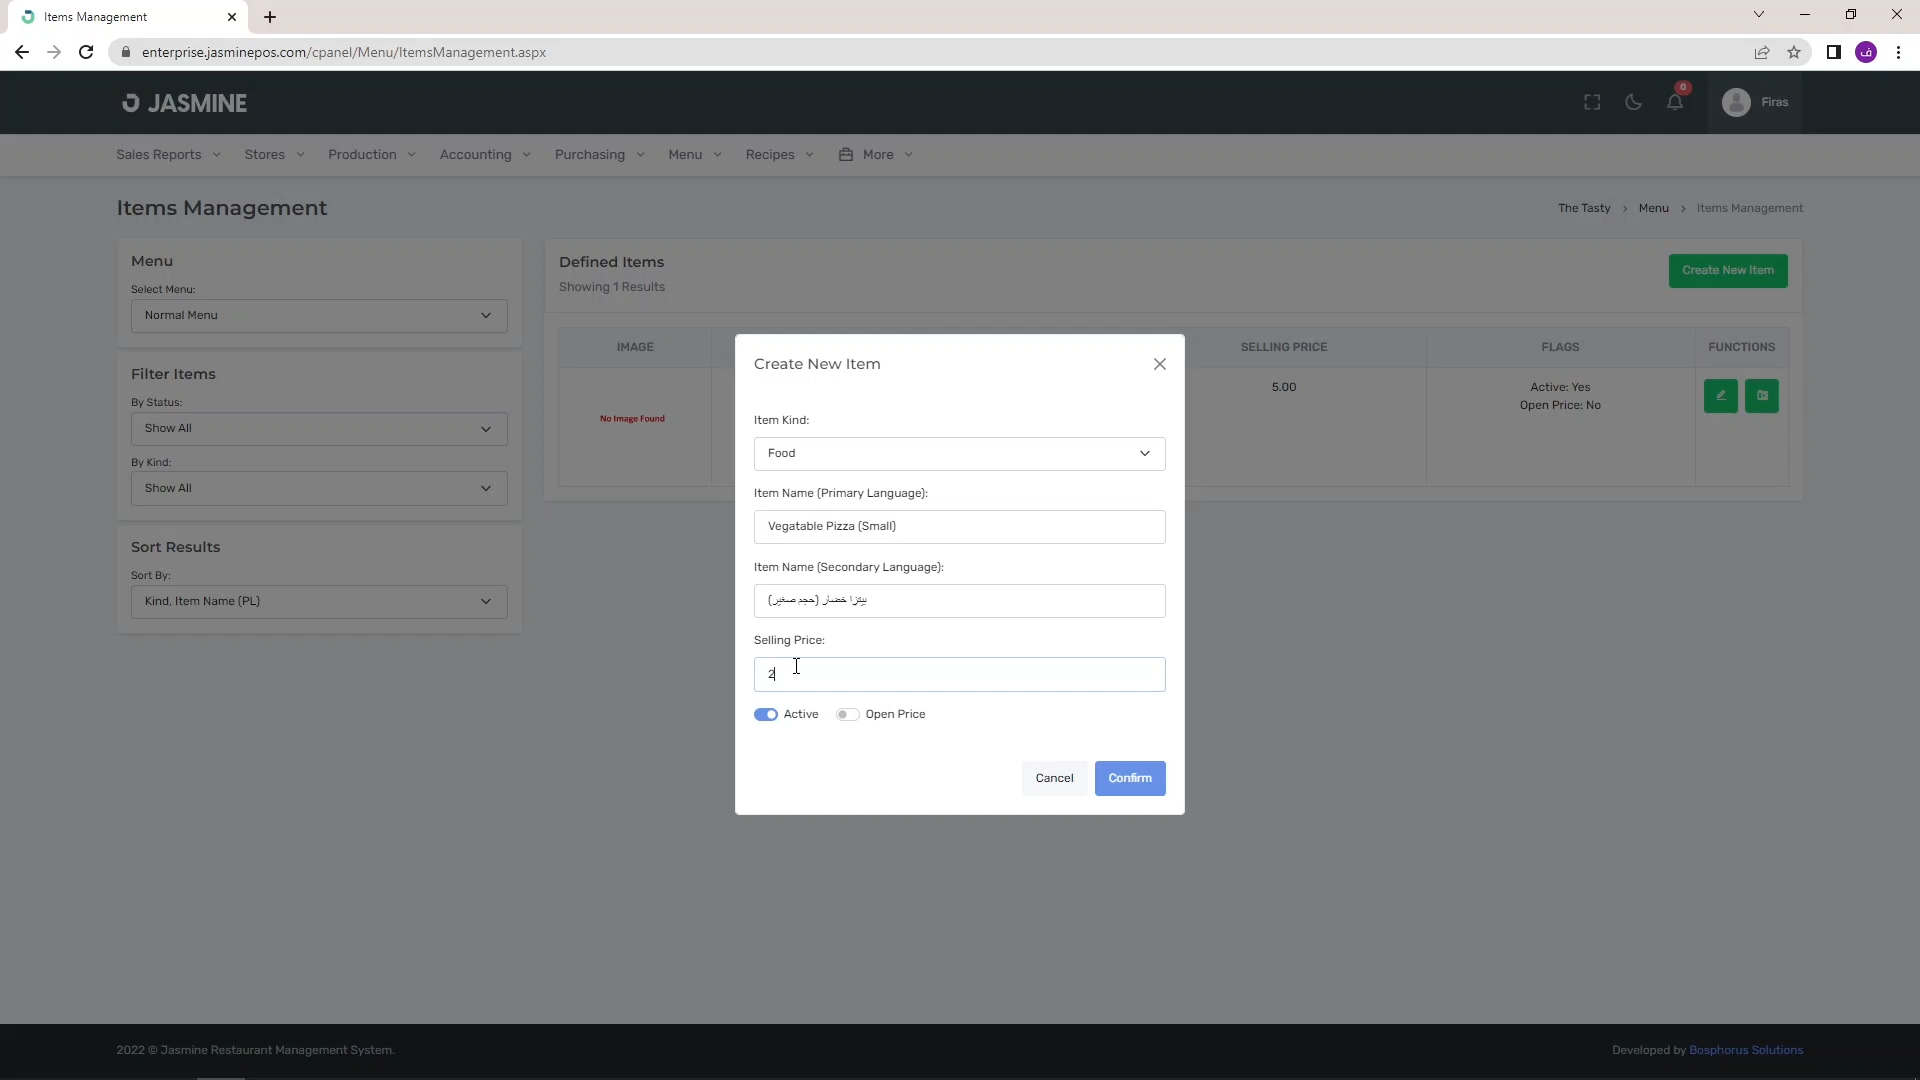 Items Management
enterprise.jasminepos.com/cpanel/Menu/ItemsManagement.aspx
ف
JASMINE
0
Firas
Sales Reports
Stores
Production
Accounting
Purchasing
Menu
Recipes
More
Items Management
The Tasty > Menu > Items Management
Menu
Select Menu:
Normal Menu
Filter Items
By Status:
Show All
By Kind:
Show All
Sort Results
Sort By:
Kind, Item Name (PL)
Defined Items
Showing 1 Results
Create New Item
IMAGE
SELLING PRICE
FLAGS
FUNCTIONS
No Image Found
5.00
Active: Yes
Open Price: No
Create New Item
Item Kind:
Food
Item Name (Primary Language):
Vegatable Pizza (Small)
Item Name (Secondary Language):
بيتزا خضار (حجم صغير)
Selling Price:
2
Active
Open Price
Cancel
Confirm
2022 © Jasmine Restaurant Management System.
Developed by Bosphorus Solutions